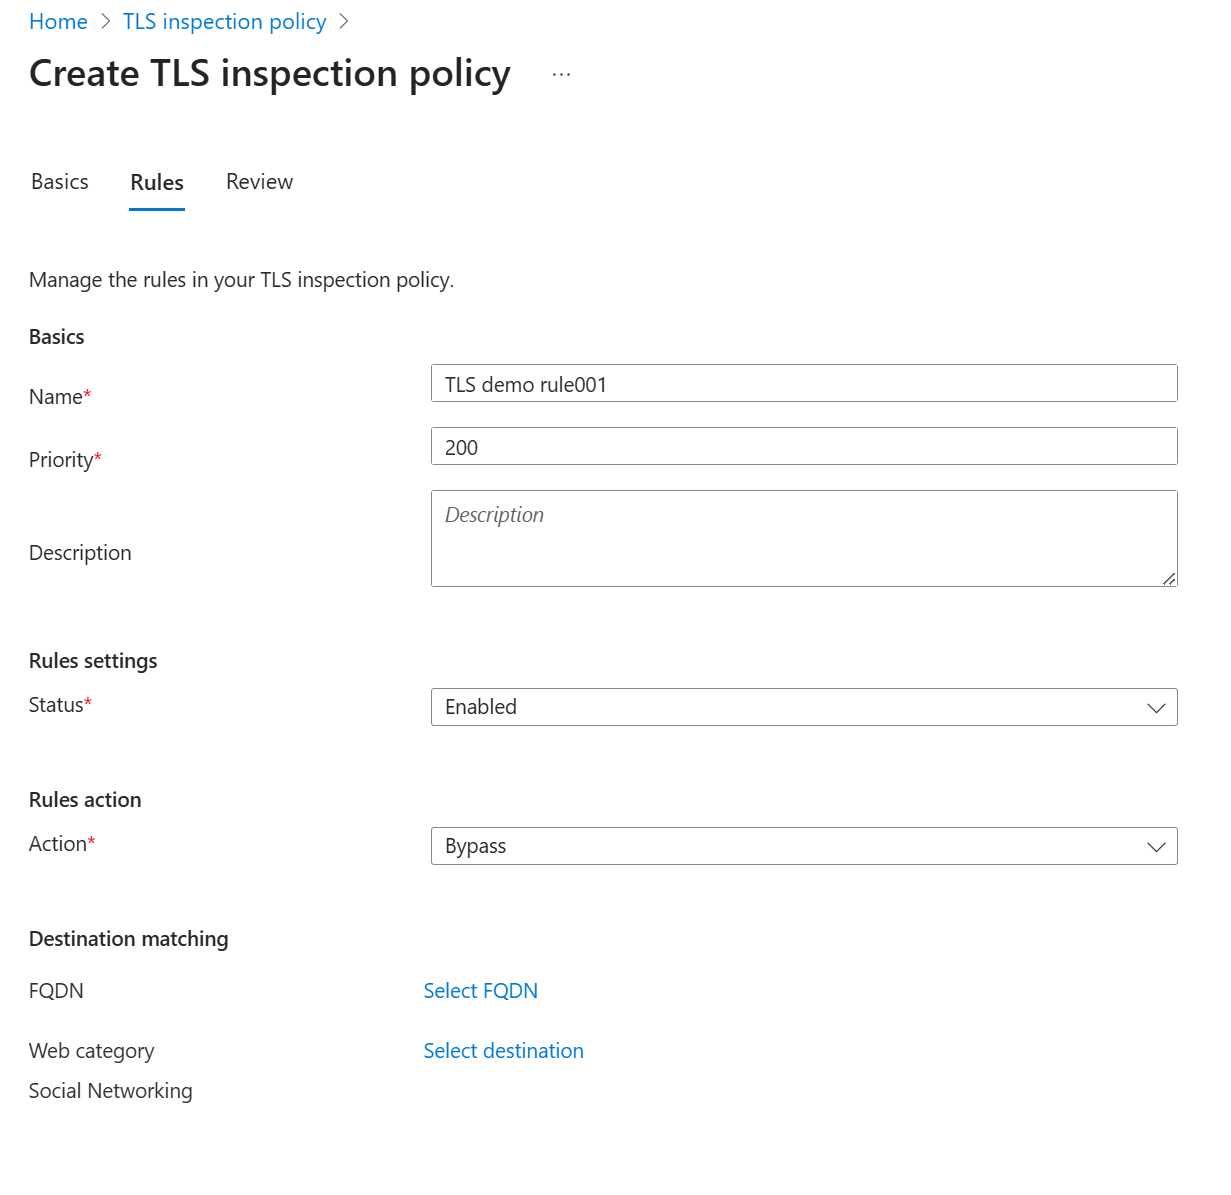 Home > TLS inspection policy >
Create TLS inspection policy ...
Basics Rules Review
Manage the rules in your TLS inspection policy.
Basics
Name* TLS demo rule001
Priority* 200
Description Description
Rules settings
Status* Enabled
Rules action
Action* Bypass
Destination matching
FQDN Select FQDN
Web category Select destination
Social Networking